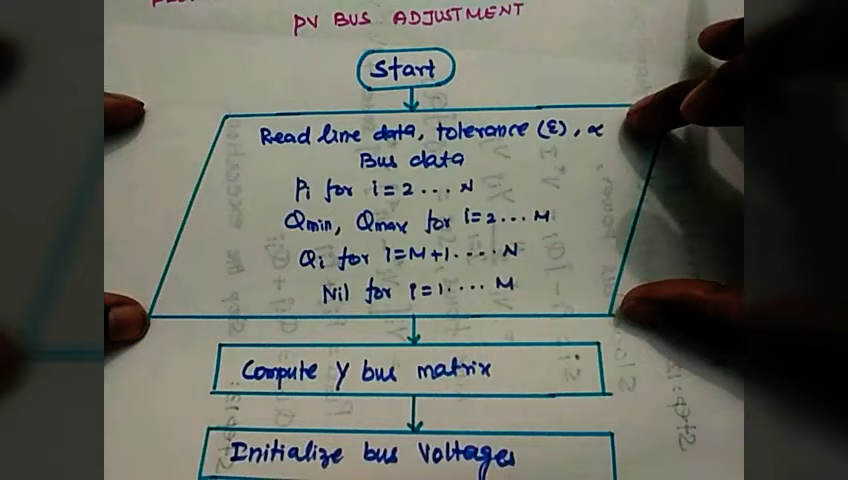 PV BUS ADJUSTMENT
Start
Read line data, tolerance (ε), ∝
Bus data
Pi for i=2...N
Qmin, Qmax for i=2...M
Qi for i=M+1.....N
|Vi| for i=1.....M
Compute Y bus matrix
Initialize bus voltages